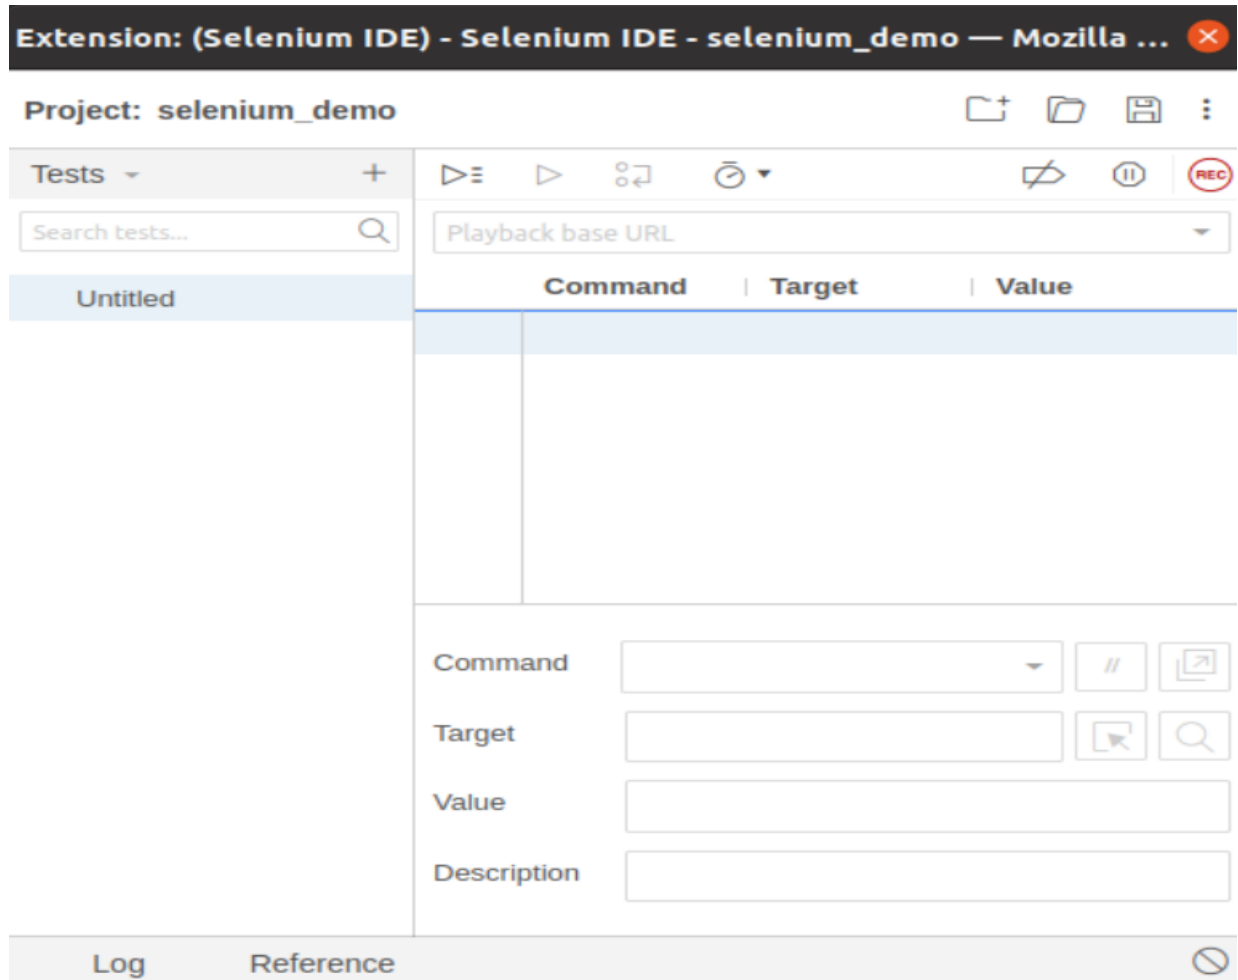 Extension: (Selenium IDE) - Selenium IDE - selenium_demo — Mozilla ...
Project: selenium_demo
Tests
REC
Search tests...
Playback base URL
Command Target Value
Untitled
Command
//
Target
Value
Description
Log Reference